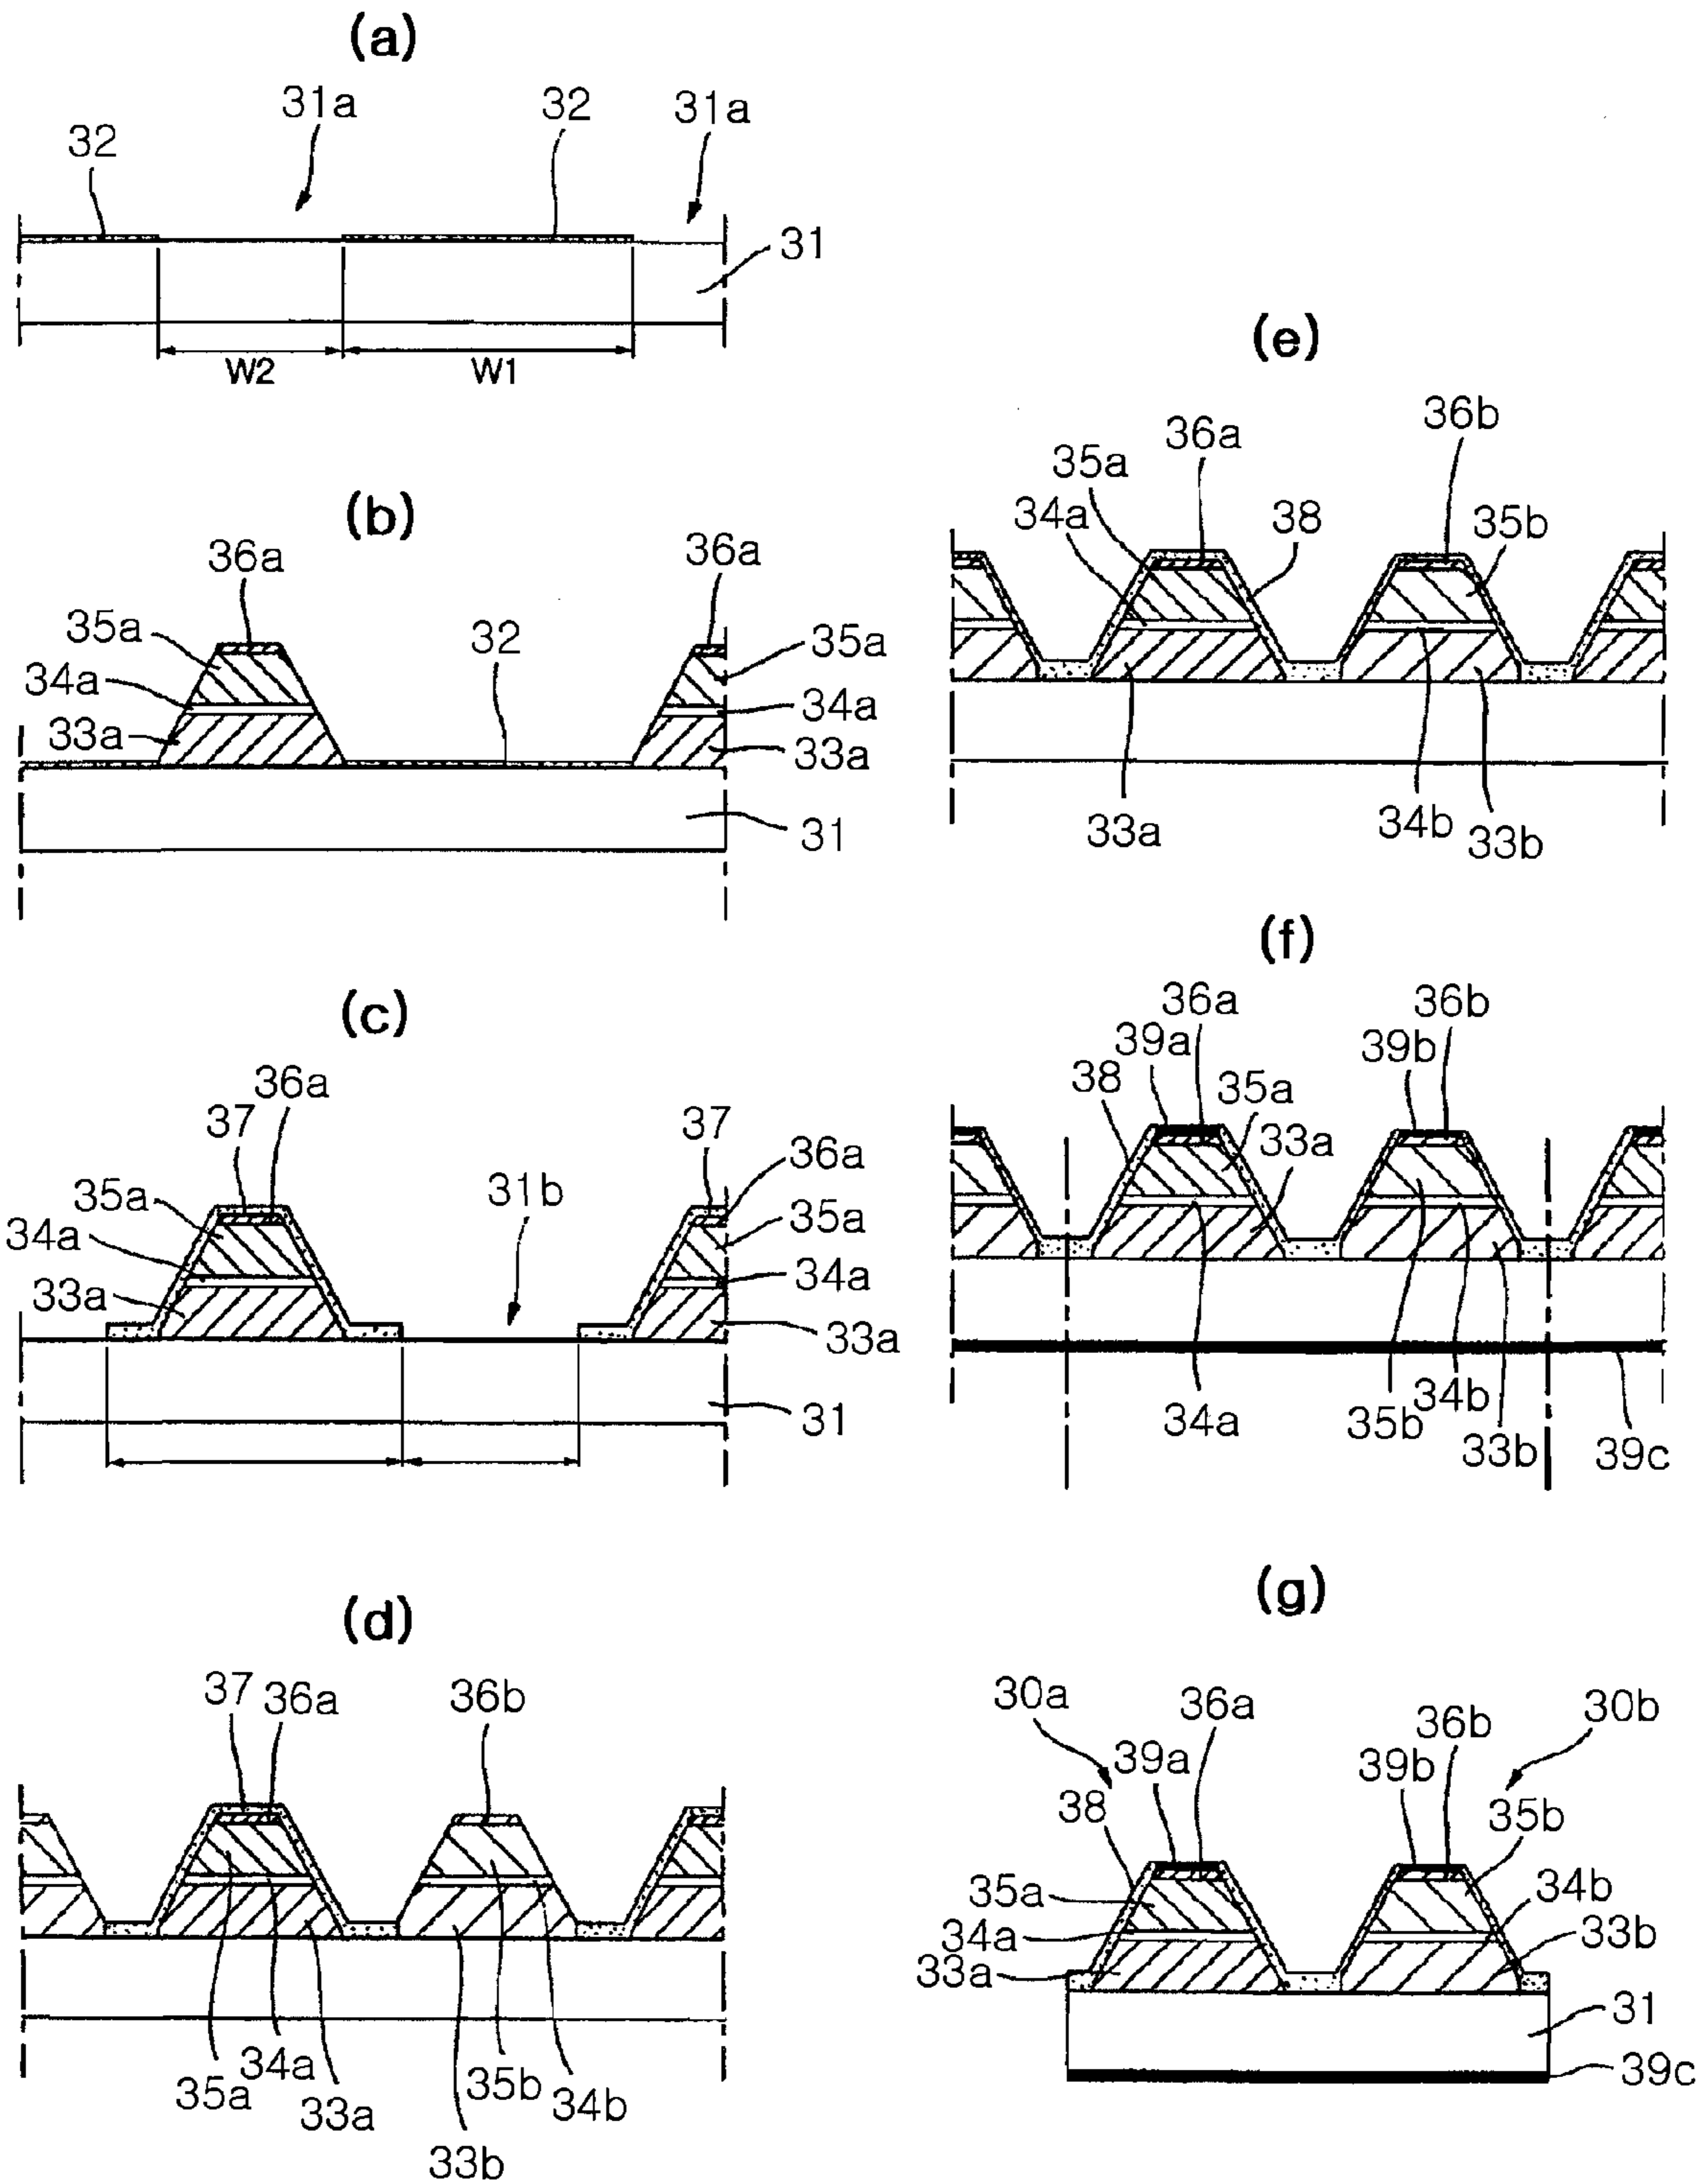 (a)
31a 32 31a
32
31
W2 W1
(b)
36a 36a
35a 32 35a
34a 34a
33a 33a
31
(c)
36a
37 37
36a
35a 31b 35a
34a 34a
33a 33a
31
(d)
37 36a 36b
34a
35a 35b 34b
33a
33b
(e)
36b
36a
35a
34a 38 35b
33a 34b 33b
(f)
36a 36b
39a 39b
38 35a
33a
34a 35b 34b
33b 39c
(g)
30a 36a 30b
36b
39a 39b
38 35b
35a 34b
34a 33b
33a
31
39c